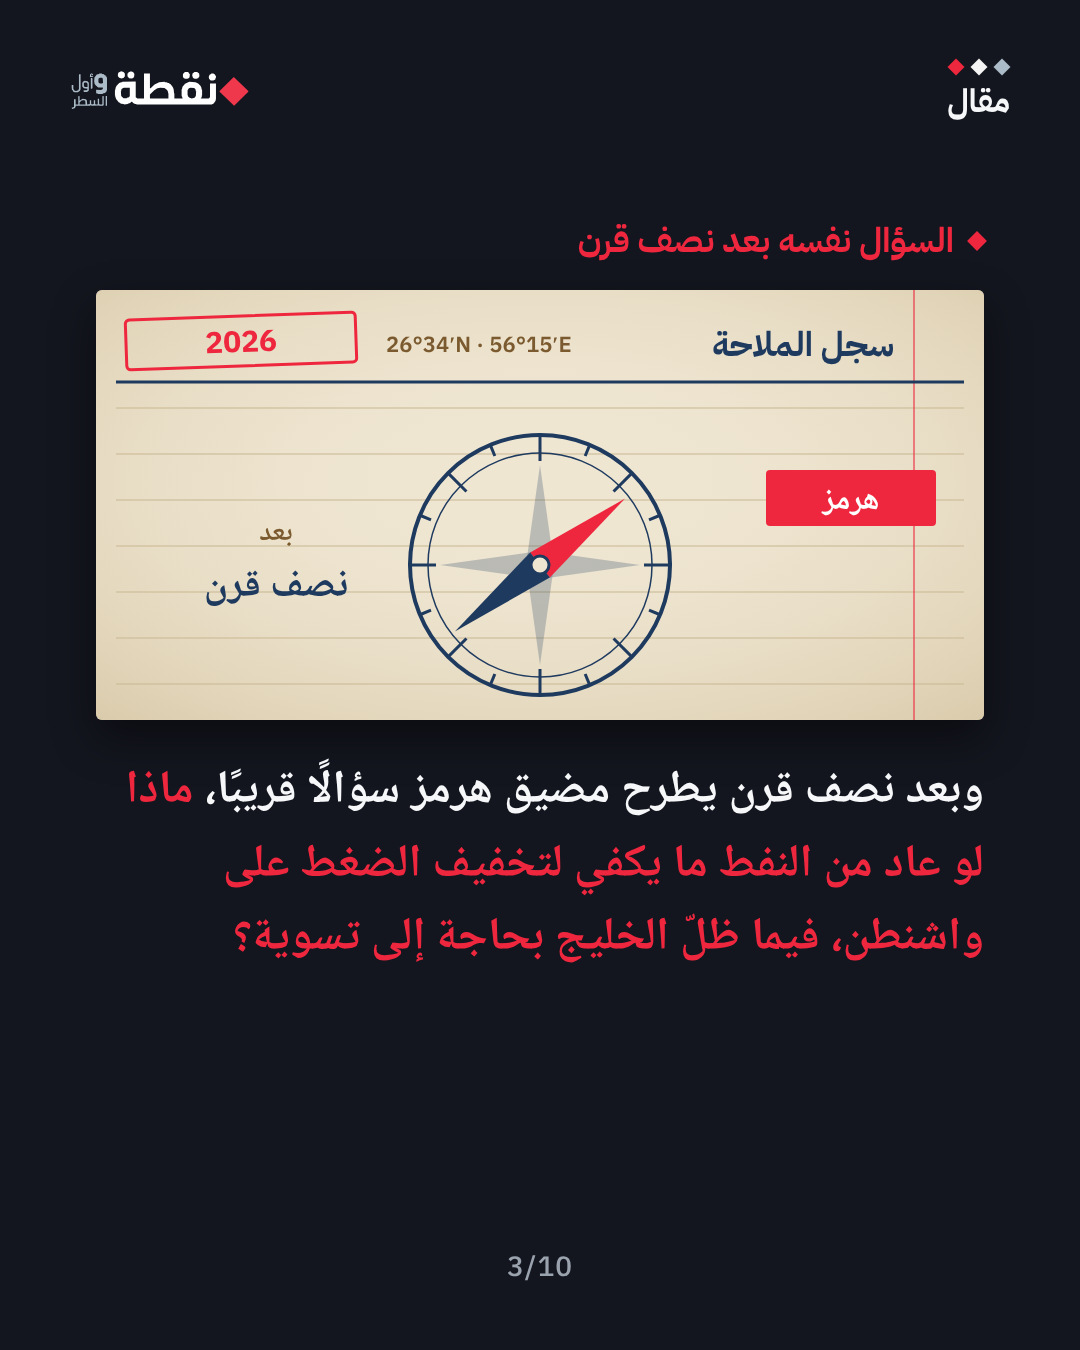 مقال
نقطة وأول السطر
السؤال نفسه بعد نصف قرن
سجل الملاحة
26°34′N · 56°15′E
2026
هرمز
بعد
نصف قرن
وبعد نصف قرن يطرح مضيق هرمز سؤالًا قريبًا، ماذا
لو عاد من النفط ما يكفي لتخفيف الضغط على
واشنطن، فيما ظلّ الخليج بحاجة إلى تسوية؟
3/10